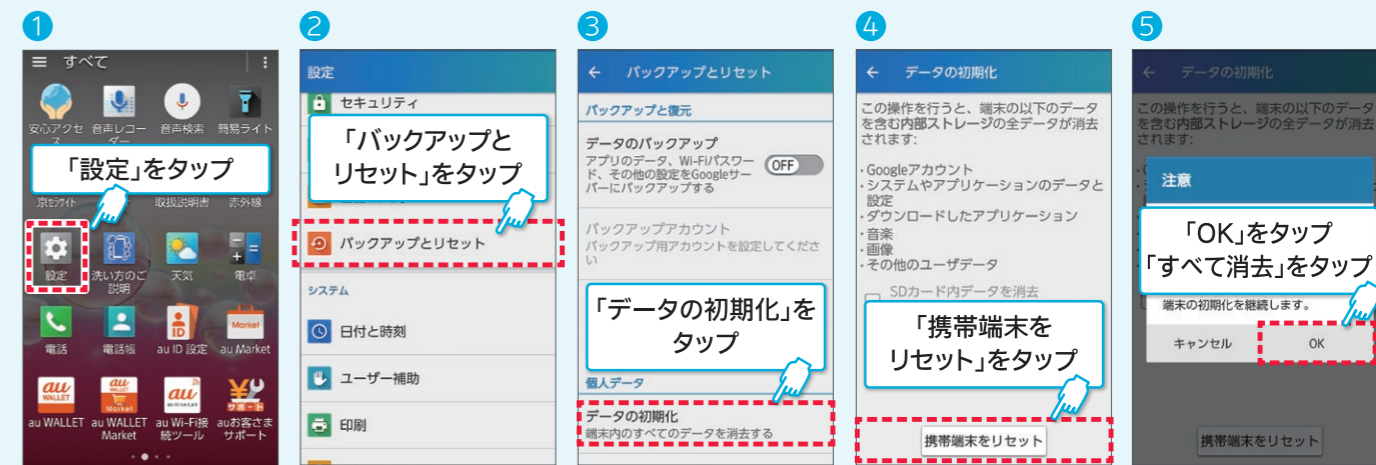 1
すべて
安心アクセ
ス
音声レコー
ダー
音声検索
簡易ライト
「設定」をタップ
京セラサイト
取扱説明書
赤外線
設定
洗い方のご
説明
天気
電卓
電話
電話帳
au ID 設定
au Market
au WALLET
au WALLET
Market
au Wi-Fi接
続ツール
auお客さま
サポート
2
設定
セキュリティ
「バックアップと
リセット」をタップ
バックアップとリセット
システム
日付と時刻
ユーザー補助
印刷
3
バックアップとリセット
バックアップと復元
データのバックアップ
アプリのデータ、Wi-Fiパスワー
ド、その他の設定をGoogleサー
バーにバックアップする
OFF
バックアップアカウント
バックアップ用アカウントを設定してくださ
い
「データの初期化」を
タップ
個人データ
データの初期化
端末内のすべてのデータを消去する
4
データの初期化
この操作を行うと、端末の以下のデータ
を含む内部ストレージの全データが消去
されます:
・Googleアカウント
・システムやアプリケーションのデータと
設定
・ダウンロードしたアプリケーション
・音楽
・画像
・その他のユーザデータ
SDカード内データを消去
「携帯端末を
リセット」をタップ
携帯端末をリセット
5
データの初期化
この操作を行うと、端末の以下のデータ
を含む内部ストレージの全データが消去
されます:
注意
「OK」をタップ
「すべて消去」をタップ
端末の初期化を継続します。
キャンセル
OK
携帯端末をリセット